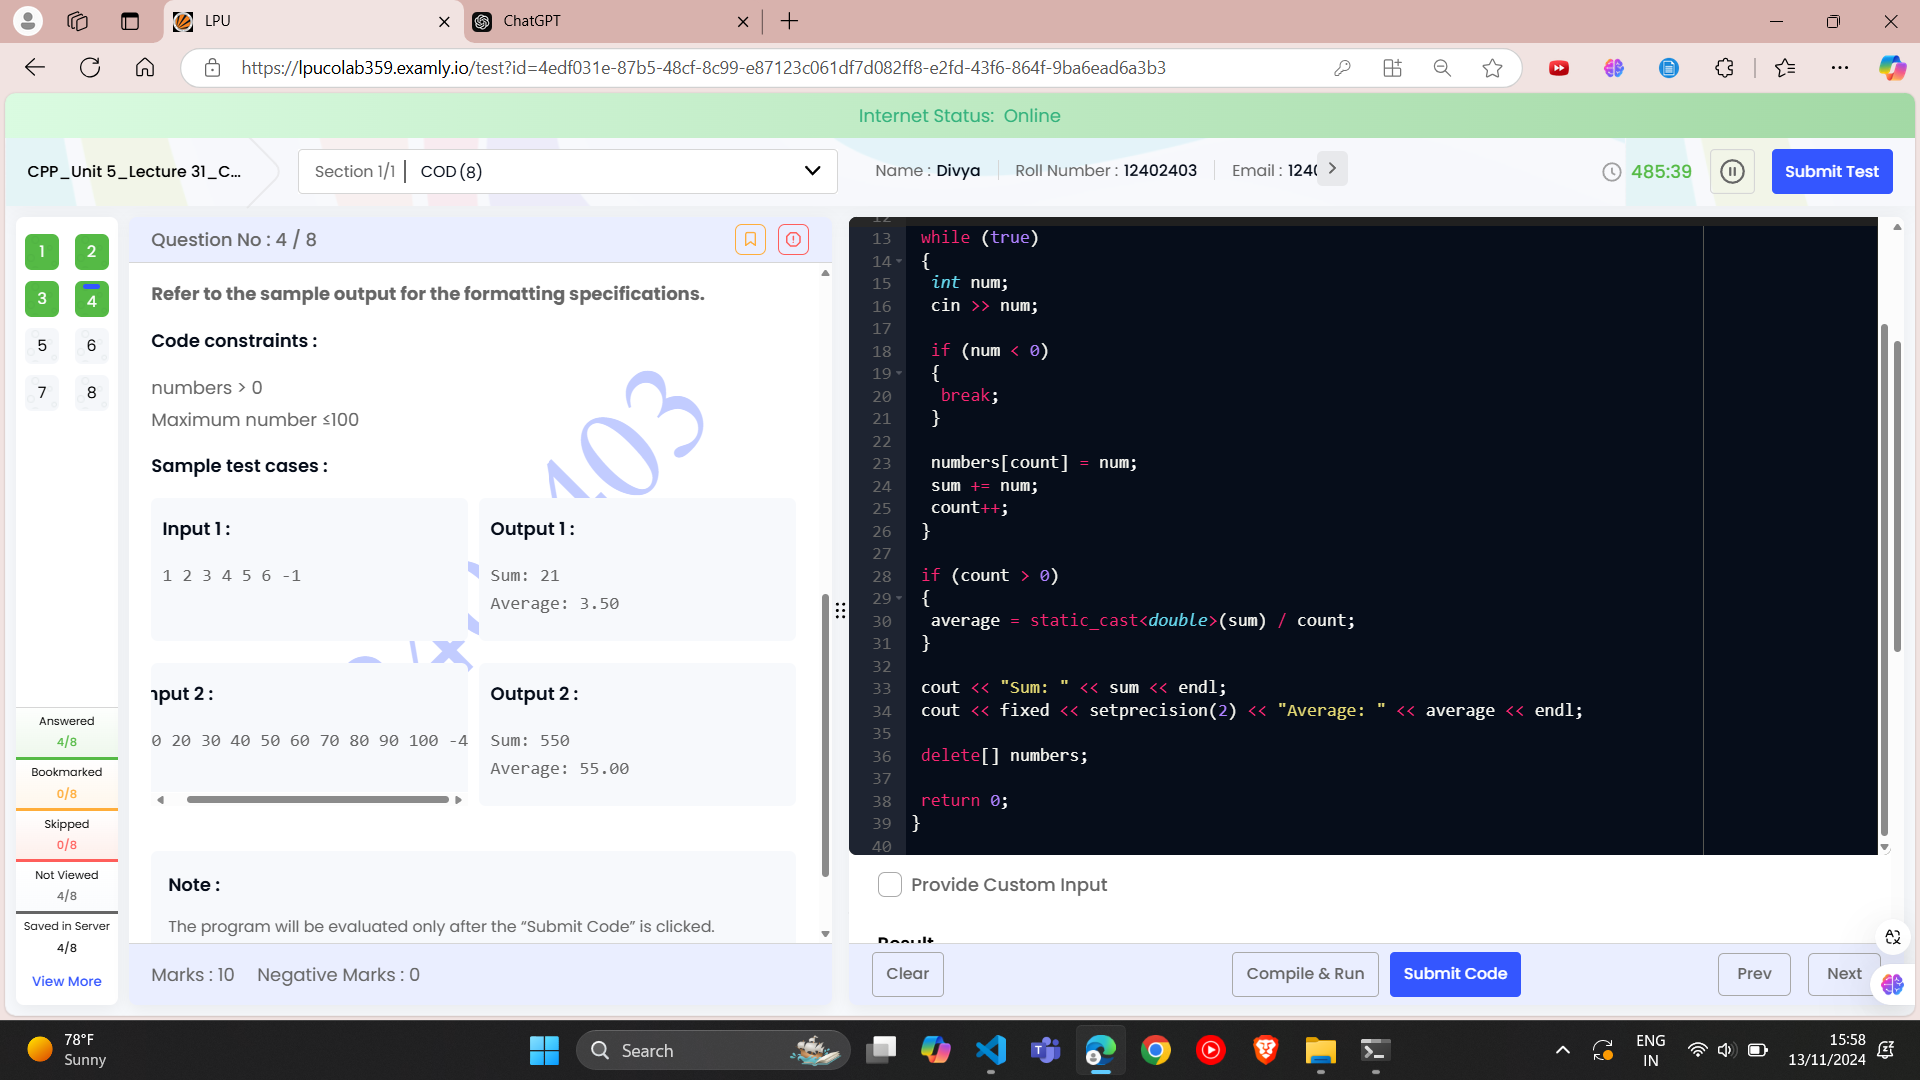 LPU
ChatGPT
https://lpucolab359.examly.io/test?id=4edf031e-87b5-48cf-8c99-e87123c061df7d082ff8-e2fd-43f6-864f-9ba6ead6a3b3
Internet Status: Online
CPP_Unit 5_Lecture 31_C...
Section 1/1 | COD (8)
Name : Divya
Roll Number : 12402403
Email : 1240
485:39
Submit Test
1 2
3 4
5 6
7 8
Answered
4/8
Bookmarked
0/8
Skipped
0/8
Not Viewed
4/8
Saved in Server
4/8
View More
Question No : 4 / 8
Refer to the sample output for the formatting specifications.
Code constraints :
numbers > 0
Maximum number ≤100
Sample test cases :
Input 1 :
1 2 3 4 5 6 -1
Output 1 :
Sum: 21
Average: 3.50
nput 2 :
0 20 30 40 50 60 70 80 90 100 -4
Output 2 :
Sum: 550
Average: 55.00
Note :
The program will be evaluated only after the “Submit Code” is clicked.
Marks : 10 Negative Marks : 0
12
13 while (true)
14 {
15 int num;
16 cin >> num;
17
18 if (num < 0)
19 {
20 break;
21 }
22
23 numbers[count] = num;
24 sum += num;
25 count++;
26 }
27
28 if (count > 0)
29 {
30 average = static_cast<double>(sum) / count;
31 }
32
33 cout << "Sum: " << sum << endl;
34 cout << fixed << setprecision(2) << "Average: " << average << endl;
35
36 delete[] numbers;
37
38 return 0;
39 }
40
Provide Custom Input
Result
Clear
Compile & Run
Submit Code
Prev
Next
78°F
Sunny
Search
ENG
IN
15:58
13/11/2024